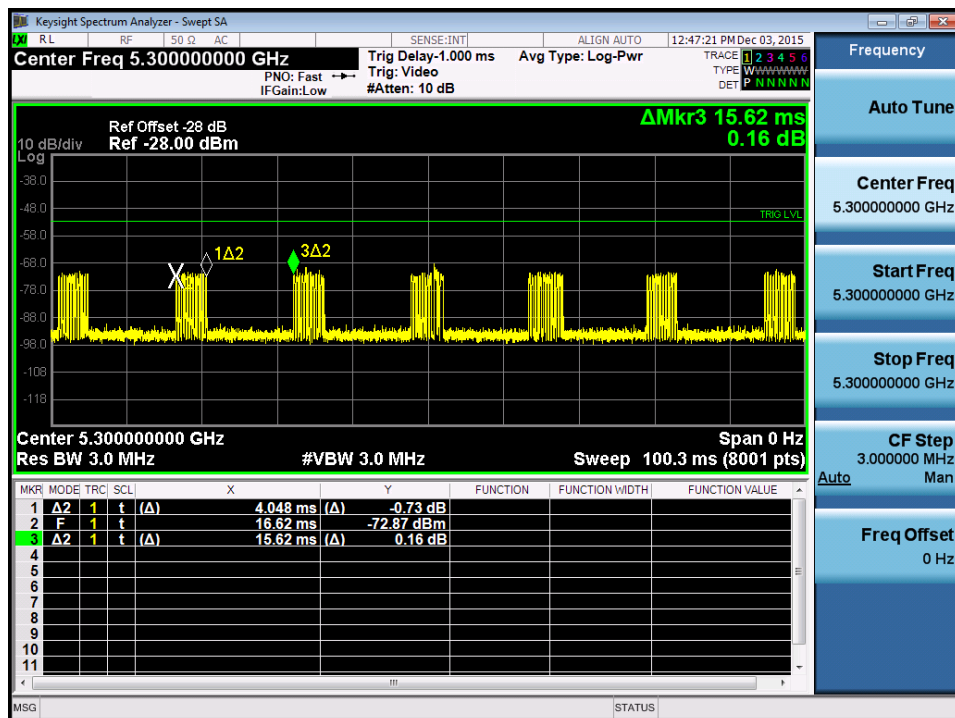 Keysight Spectrum Analyzer - Swept SA
LXI RL RF 50 Ω AC SENSE:INT ALIGN AUTO 12:47:21 PM Dec 03, 2015
Center Freq 5.300000000 GHz
PNO: Fast
IFGain:Low
Trig Delay-1.000 ms
Trig: Video
#Atten: 10 dB
Avg Type: Log-Pwr
TRACE 1 2 3 4 5 6
TYPE WWWWWW
DET P N N N N N
Ref Offset -28 dB
10 dB/div Ref -28.00 dBm
Log
ΔMkr3 15.62 ms
0.16 dB
-38.0
-48.0
TRIG LVL
-58.0
1Δ2
3Δ2
-68.0
-78.0
-88.0
-98.0
-108
-118
Center 5.300000000 GHz Span 0 Hz
Res BW 3.0 MHz #VBW 3.0 MHz Sweep 100.3 ms (8001 pts)
MKR MODE TRC SCL X Y FUNCTION FUNCTION WIDTH FUNCTION VALUE
1 Δ2 1 t (Δ) 4.048 ms (Δ) -0.73 dB
2 F 1 t 16.62 ms -72.87 dBm
3 Δ2 1 t (Δ) 15.62 ms (Δ) 0.16 dB
4
5
6
7
8
9
10
11
MSG STATUS
Frequency
Auto Tune
Center Freq
5.300000000 GHz
Start Freq
5.300000000 GHz
Stop Freq
5.300000000 GHz
CF Step
3.000000 MHz
Auto Man
Freq Offset
0 Hz